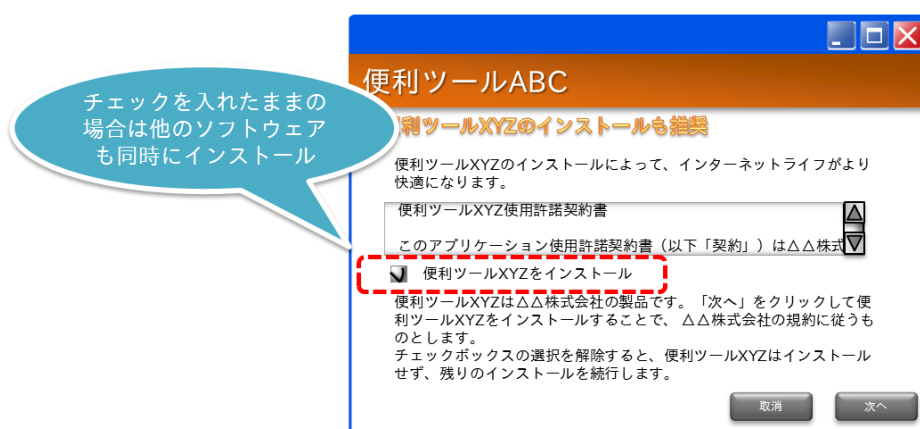 便利ツールABC
チェックを入れたままの
場合は他のソフトウェア
も同時にインストール
利ツールXYZのインストールも推奨
便利ツールXYZのインストールによって、インターネットライフがより
快適になります。
便利ツールXYZ使用許諾契約書
このアプリケーション使用許諾契約書（以下「契約」）は△△株式
便利ツールXYZをインストール
便利ツールXYZは△△株式会社の製品です。「次へ」をクリックして便
利ツールXYZをインストールすることで、△△株式会社の規約に従うも
のとします。
チェックボックスの選択を解除すると、便利ツールXYZはインストール
せず、残りのインストールを続行します。
取消
次へ